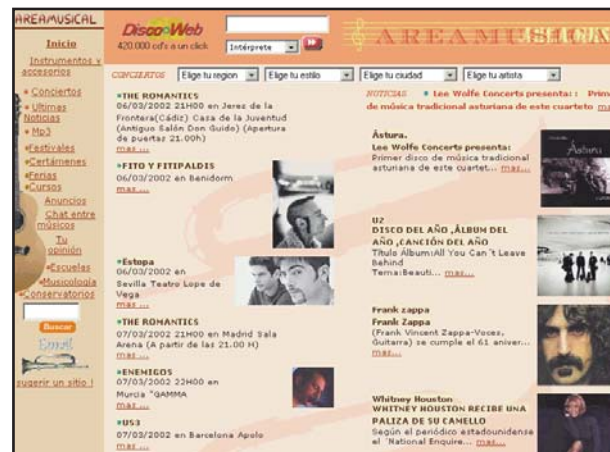 AREAMUSICAL
Inicio
Instrumentos y
accesorios
Conciertos
Ultimas
Noticias
Mp3
Festivales
Certámenes
Ferias
Cursos
Anuncios
Chat entre
músicos
Tu
opinión
Escuelas
Musicología
Conservatorios
Buscar
Email
sugerir un sitio !
Disco Web
420.000 cd's a un click
Intérprete
AREAMUSICAL
CONCIERTOS
Elige tu region
Elige tu estilo
Elige tu ciudad
Elige tu artista
THE ROMANTICS
06/03/2002 21H00 en Jerez de la
Frontera(Cádiz) Casa de la Juventud
(Antiguo Salón Don Guido) (Apertura
de puertas 21.00h)
mas ...
FITO Y FITIPALDIS
06/03/2002 en Benidorm
mas ...
Estopa
06/03/2002 en
Sevilla Teatro Lope de
Vega
mas ...
THE ROMANTICS
07/03/2002 21H00 en Madrid Sala
Arena (A partir de las 21.00 H)
mas ...
ENEMIGOS
07/03/2002 22H00 en
Murcia "GAMMA
mas ...
US3
07/03/2002 en Barcelona Apolo
mas ...
NOTICIAS
Lee Wolfe Concerts presenta: : Prim
de música tradicional asturiana de este cuarteto
Ástura.
Lee Wolfe Concerts presenta:
Primer disco de música tradicional
asturiana de este cuartet... mas...
Astura
U2
DISCO DEL AÑO ,ÁLBUM DEL
AÑO ,CANCIÓN DEL AÑO
Título Álbum:All You Can´t Leave
Behind
Tema:Beauti... mas...
Frank zappa
Frank Zappa
(Frank Vincent Zappa-Voces,
Guitarra) se cumple el 61 aniver...
mas...
Whitney Houston
WHITNEY HOUSTON RECIBE UNA
PALIZA DE SU CAMELLO
Según el periódico estadounidense
el ´National Enquire... mas...